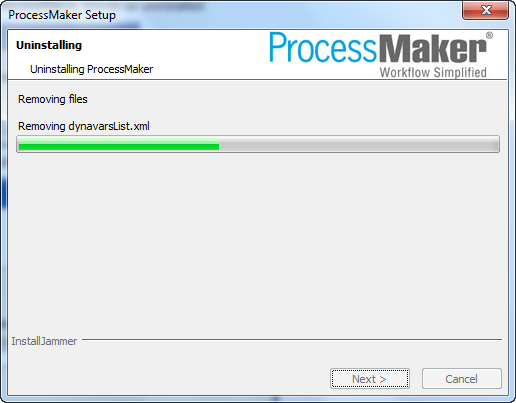 ProcessMaker Setup
Uninstalling
Uninstalling ProcessMaker
ProcessMaker®
Workflow Simplified
Removing files
Removing dynavarsList.xml
InstallJammer
Next >
Cancel